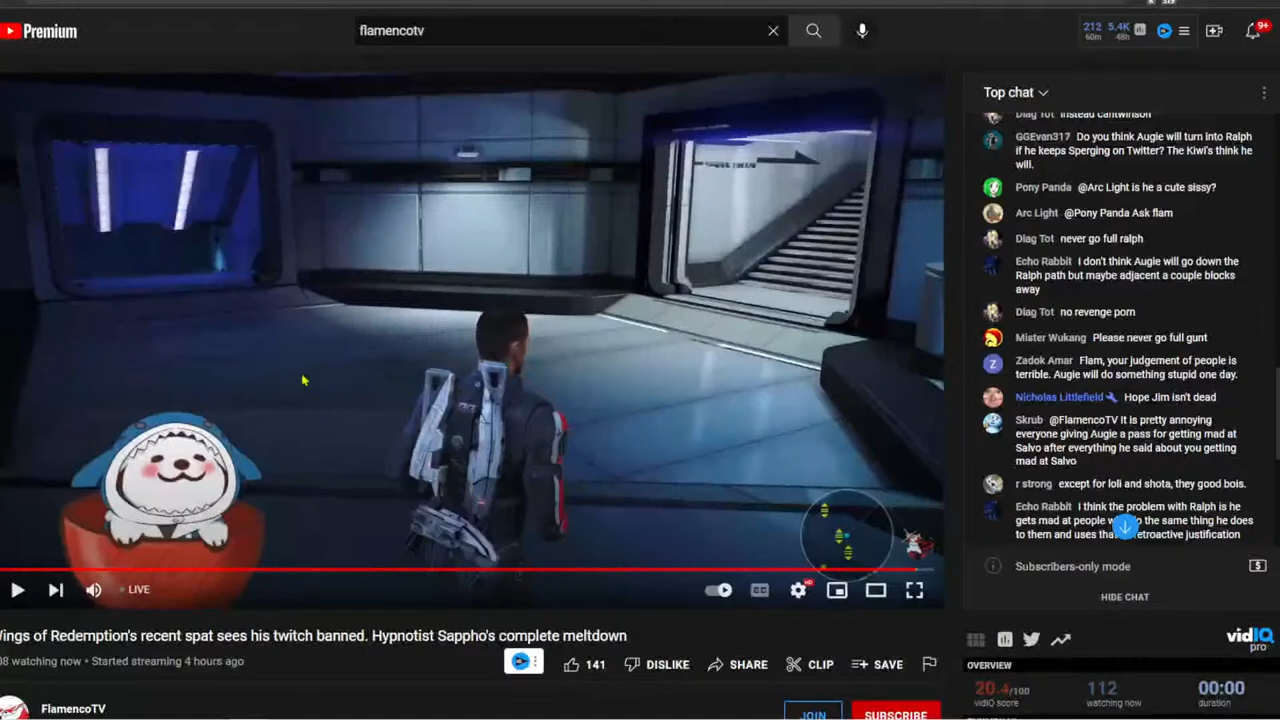 Premium
flamencotv
212 5.4K
60m 48h
9+
Top chat
Diag Tot instead cantwinson
GGEvan317 Do you think Augie will turn into Ralph
if he keeps Sperging on Twitter? The Kiwi's think he
will.
Pony Panda @Arc Light is he a cute sissy?
Arc Light @Pony Panda Ask flam
Diag Tot never go full ralph
Echo Rabbit I don't think Augie will go down the
Ralph path but maybe adjacent a couple blocks
away
Diag Tot no revenge porn
Mister Wukang Please never go full gunt
Z Zadok Amar Flam, your judgement of people is
terrible. Augie will do something stupid one day.
Nicholas Littlefield Hope Jim isn't dead
Skrub @FlamencoTV It is pretty annoying
everyone giving Augie a pass for getting mad at
Salvo after everything he said about you getting
mad at Salvo
r strong except for loli and shota, they good bois.
Echo Rabbit I think the problem with Ralph is he
gets mad at people do the same thing he does
to them and uses retroactive justification
Subscribers-only mode
HIDE CHAT
LIVE
HD
Wings of Redemption's recent spat sees his twitch banned. Hypnotist Sappho's complete meltdown
08 watching now • Started streaming 4 hours ago
141 DISLIKE SHARE CLIP SAVE
FlamencoTV
JOIN SUBSCRIBE
vidIQ
pro
OVERVIEW
20.4/100 112 00:00
vidIQ score watching now duration